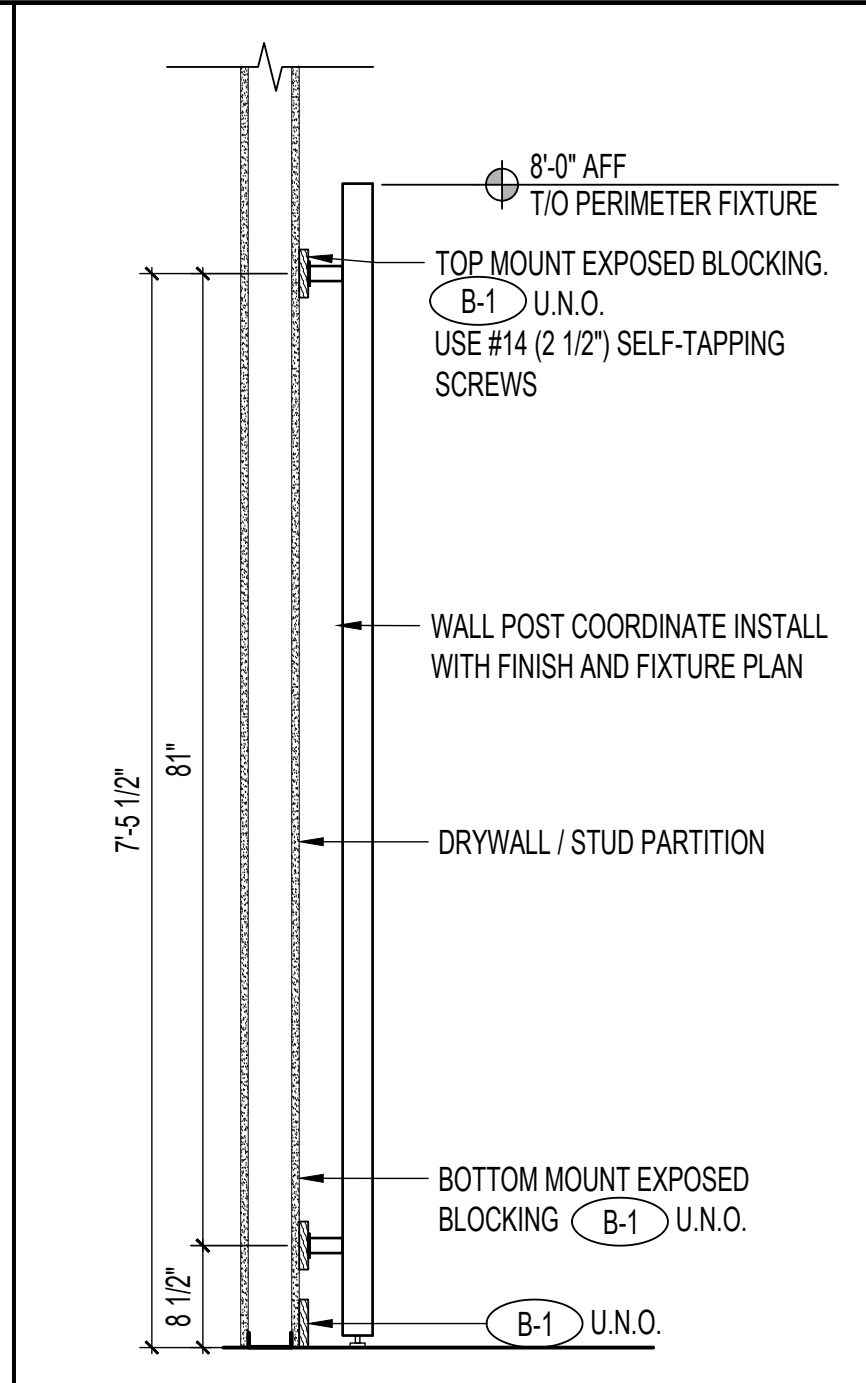 8'-0" AFF
T/O PERIMETER FIXTURE
TOP MOUNT EXPOSED BLOCKING.
B-1 U.N.O.
USE #14 (2 1/2") SELF-TAPPING
SCREWS
WALL POST COORDINATE INSTALL
WITH FINISH AND FIXTURE PLAN
7'-5 1/2"
81"
DRYWALL / STUD PARTITION
BOTTOM MOUNT EXPOSED
BLOCKING B-1 U.N.O.
8 1/2"
B-1 U.N.O.